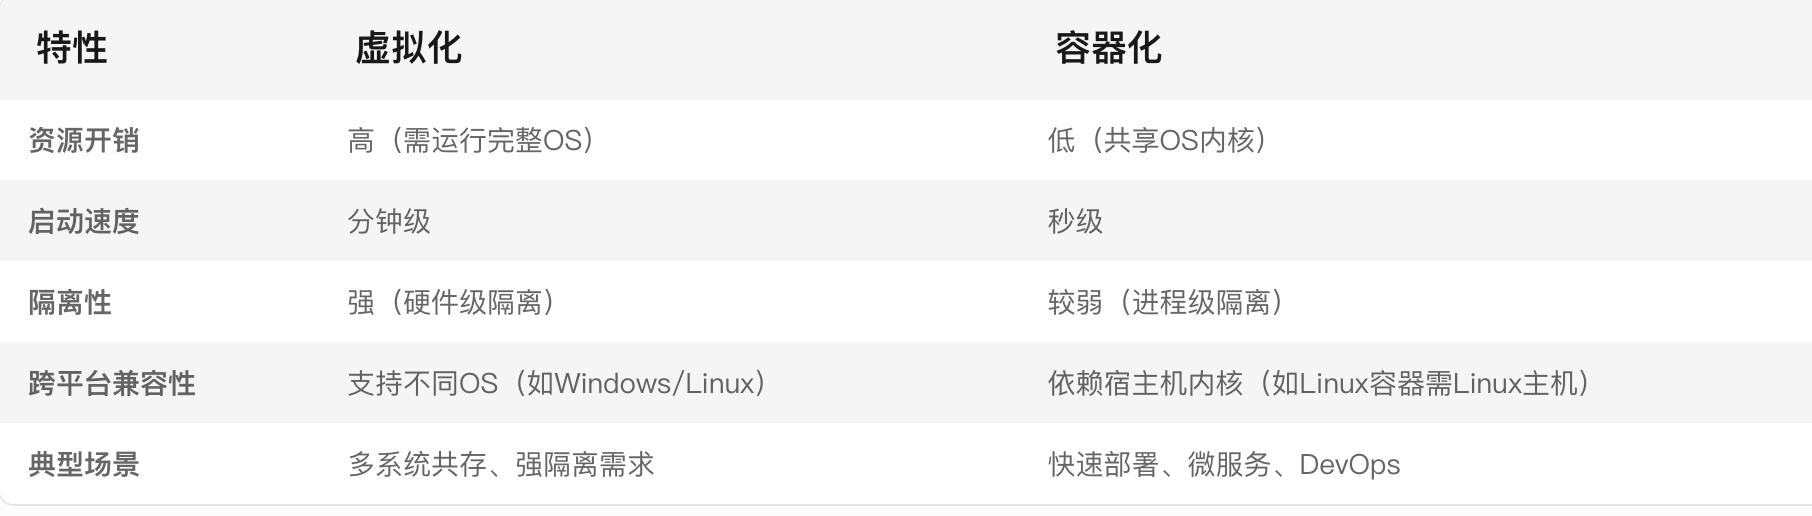 特性 虚拟化 容器化
资源开销 高（需运行完整OS） 低（共享OS内核）
启动速度 分钟级 秒级
隔离性 强（硬件级隔离） 较弱（进程级隔离）
跨平台兼容性 支持不同OS（如Windows/Linux） 依赖宿主机内核（如Linux容器需Linux主机）
典型场景 多系统共存、强隔离需求 快速部署、微服务、DevOps